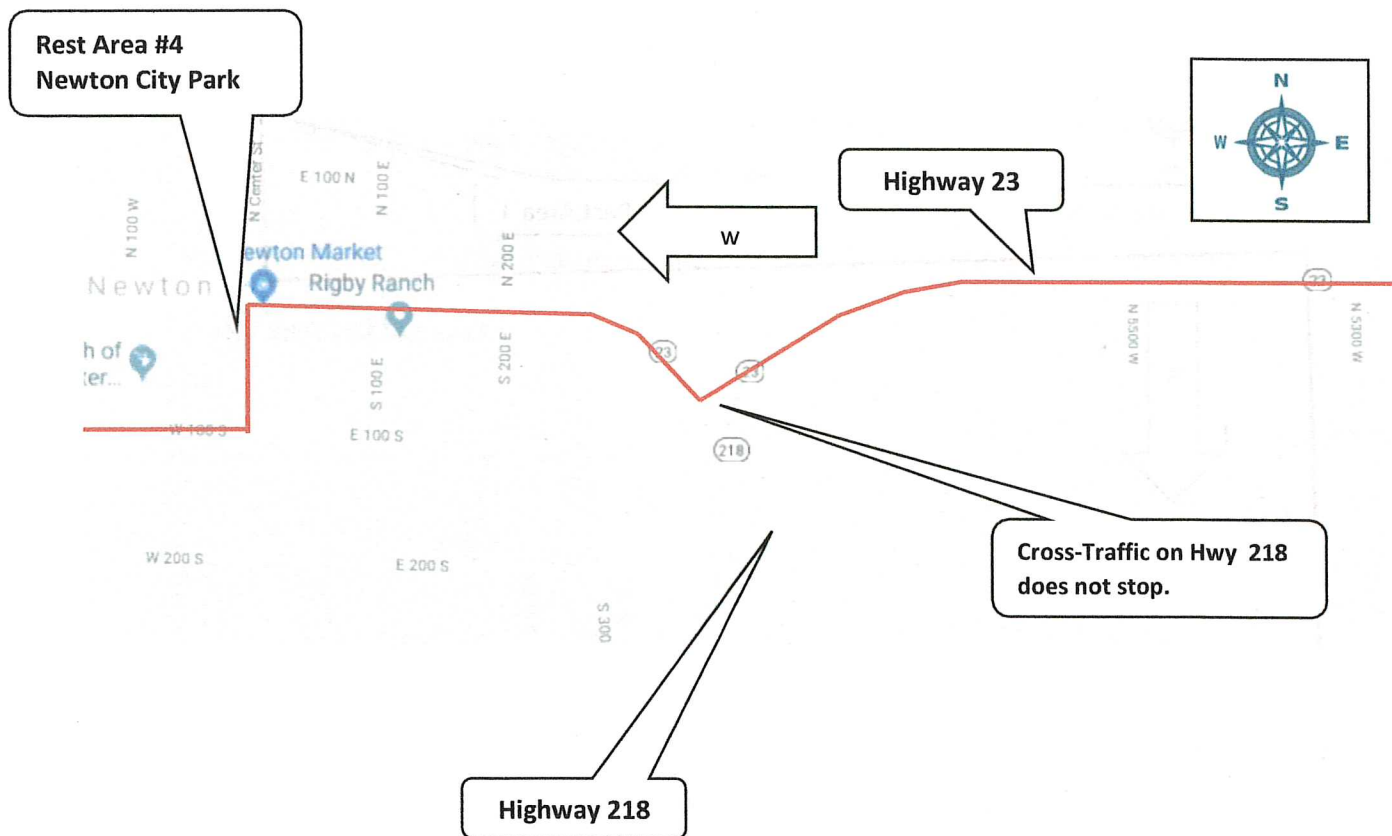 Rest Area #4
Newton City Park
N
W
E
S
Highway 23
W
N Center St.
E 100 N
N 100 E
N 100 W
N 200 E
ewton Market
Newton
Rigby Ranch
23
N 5500 W
N 5300 W
h of
er...
S 100 E
S 200 E
23
23
W 100 S
E 100 S
218
Cross-Traffic on Hwy 218
does not stop.
W 200 S
E 200 S
S 300
Highway 218